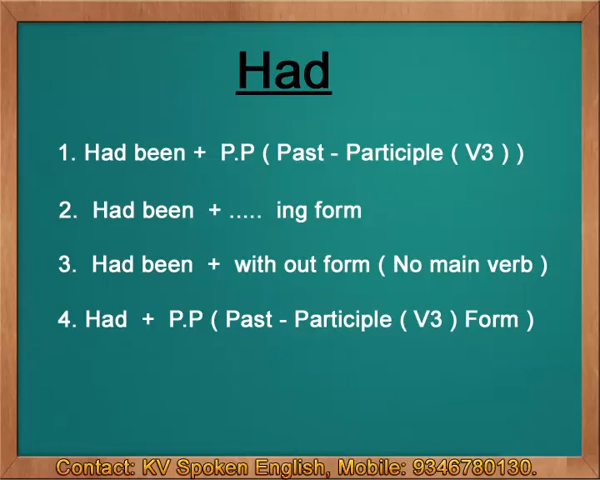 Had
1. Had been + P.P ( Past - Participle ( V3 ) )
2. Had been + ..... ing form
3. Had been + with out form ( No main verb )
4. Had + P.P ( Past - Participle ( V3 ) Form )
Contact: KV Spoken English, Mobile: 9346780130.